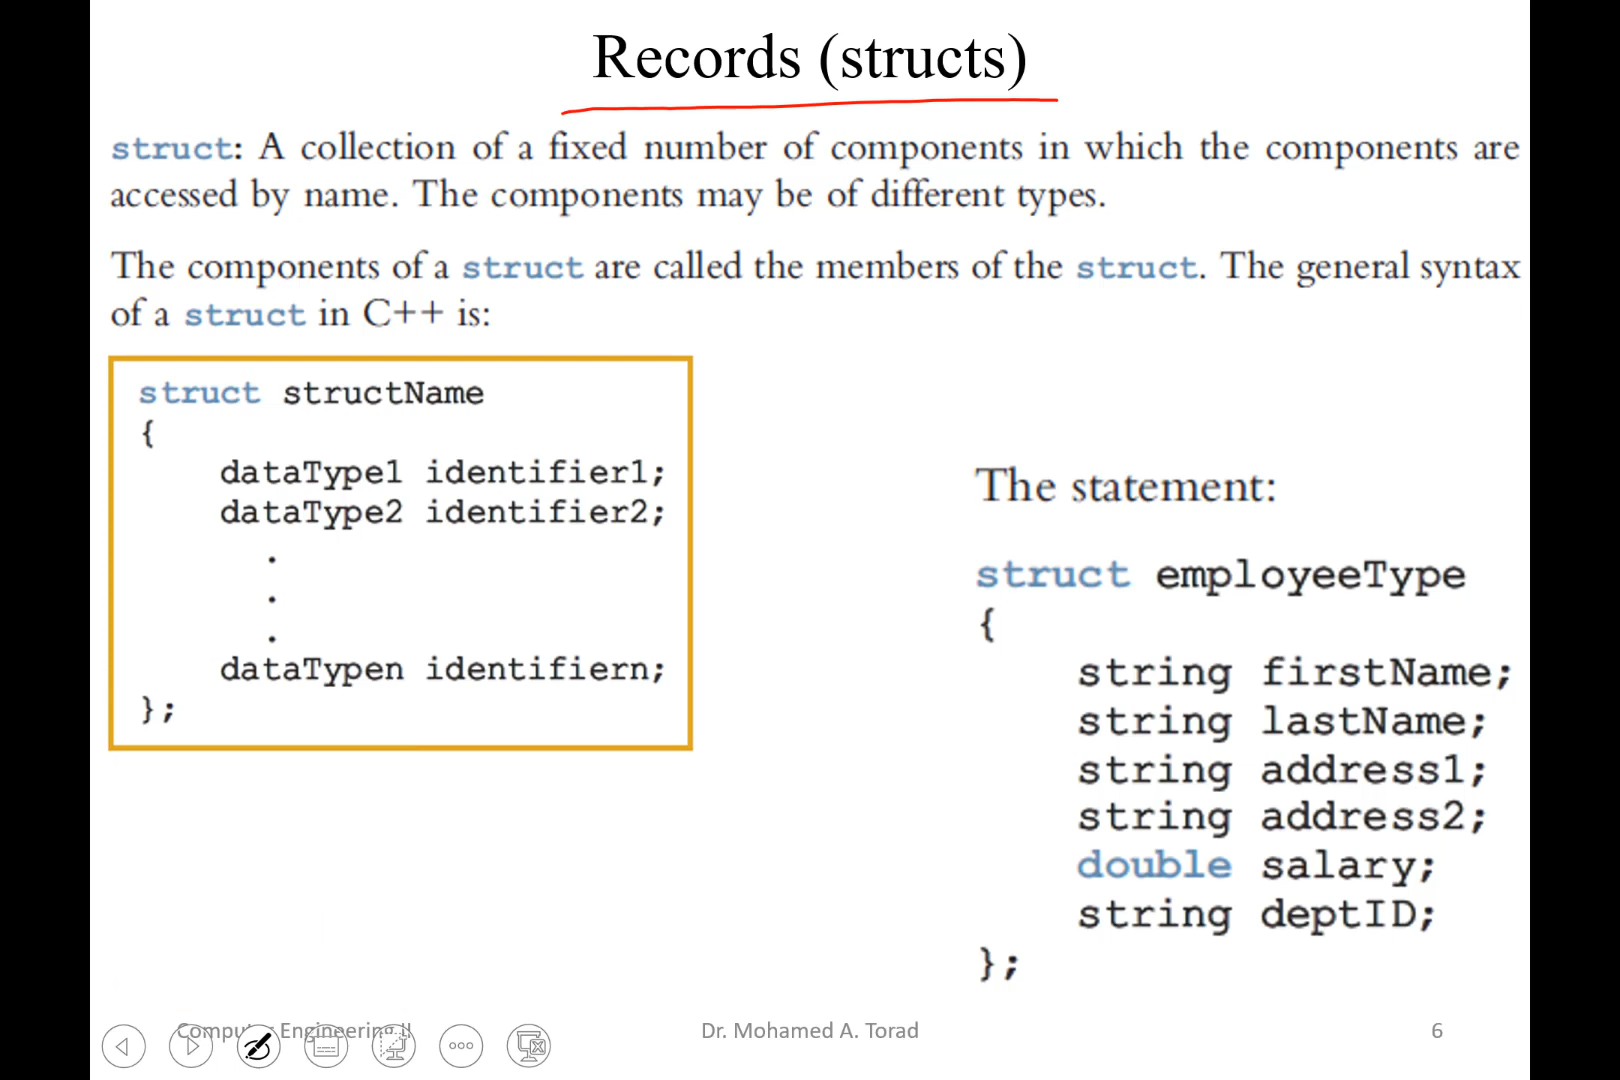 Records (structs)
struct: A collection of a fixed number of components in which the components are
accessed by name. The components may be of different types.
The components of a struct are called the members of the struct. The general syntax
of a struct in C++ is:
struct structName
{
dataType1 identifier1;
dataType2 identifier2;
.
.
.
dataTypen identifiern;
};
The statement:
struct employeeType
{
string firstName;
string lastName;
string address1;
string address2;
double salary;
string deptID;
};
Computer Engineering II
Dr. Mohamed A. Torad
6